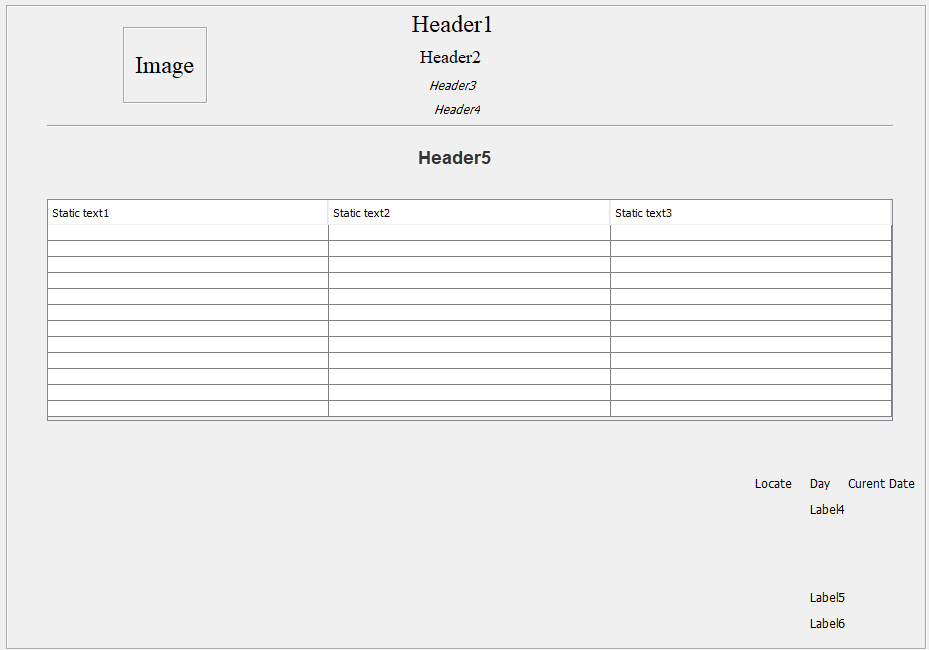 Header1
Image
Header2
Header3
Header4
Header5
Static text1 Static text2 Static text3
Locate Day Curent Date
Label4
Label5
Label6